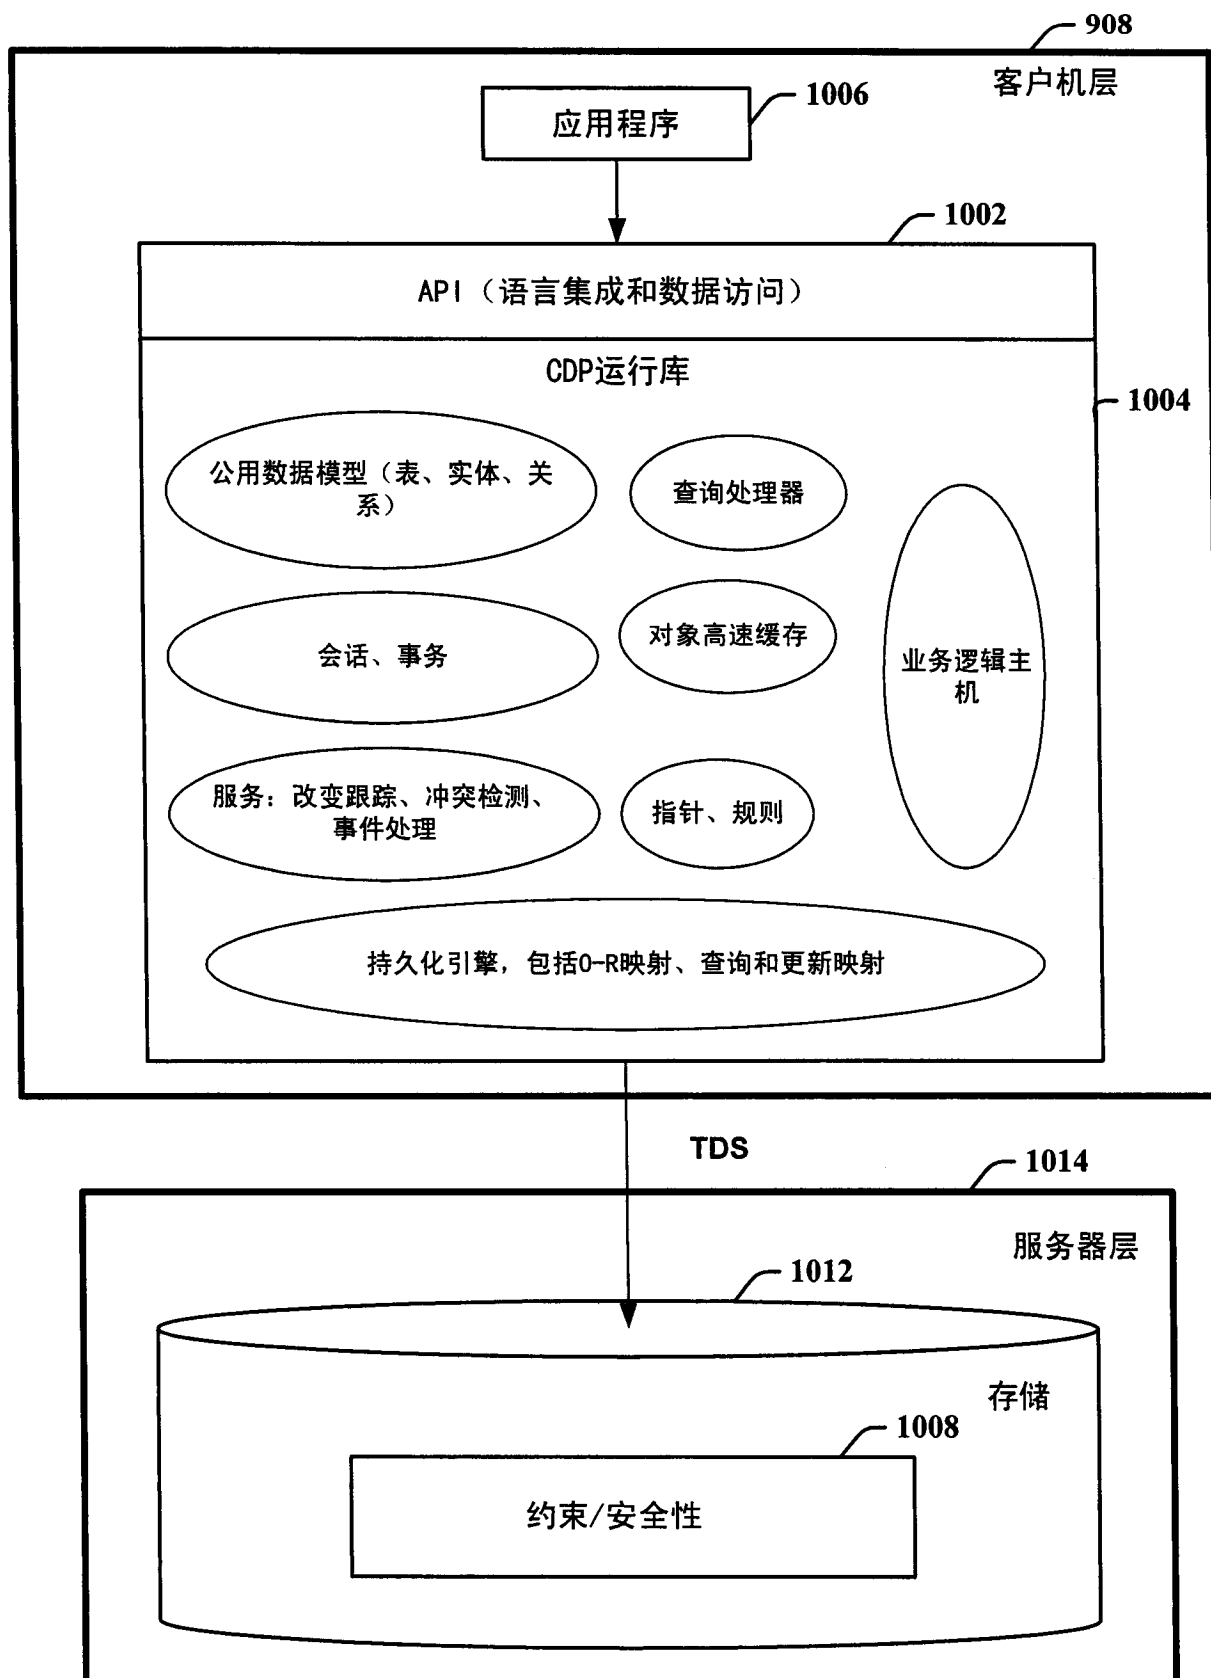 908
客户机层
1006
应用程序
1002
API（语言集成和数据访问）
CDP运行库
1004
公用数据模型（表、实体、关
系）
查询处理器
会话、事务
对象高速缓存
业务逻辑主
机
服务：改变跟踪、冲突检测、
事件处理
指针、规则
持久化引擎，包括O-R映射、查询和更新映射
TDS
1014
服务器层
1012
存储
1008
约束/安全性